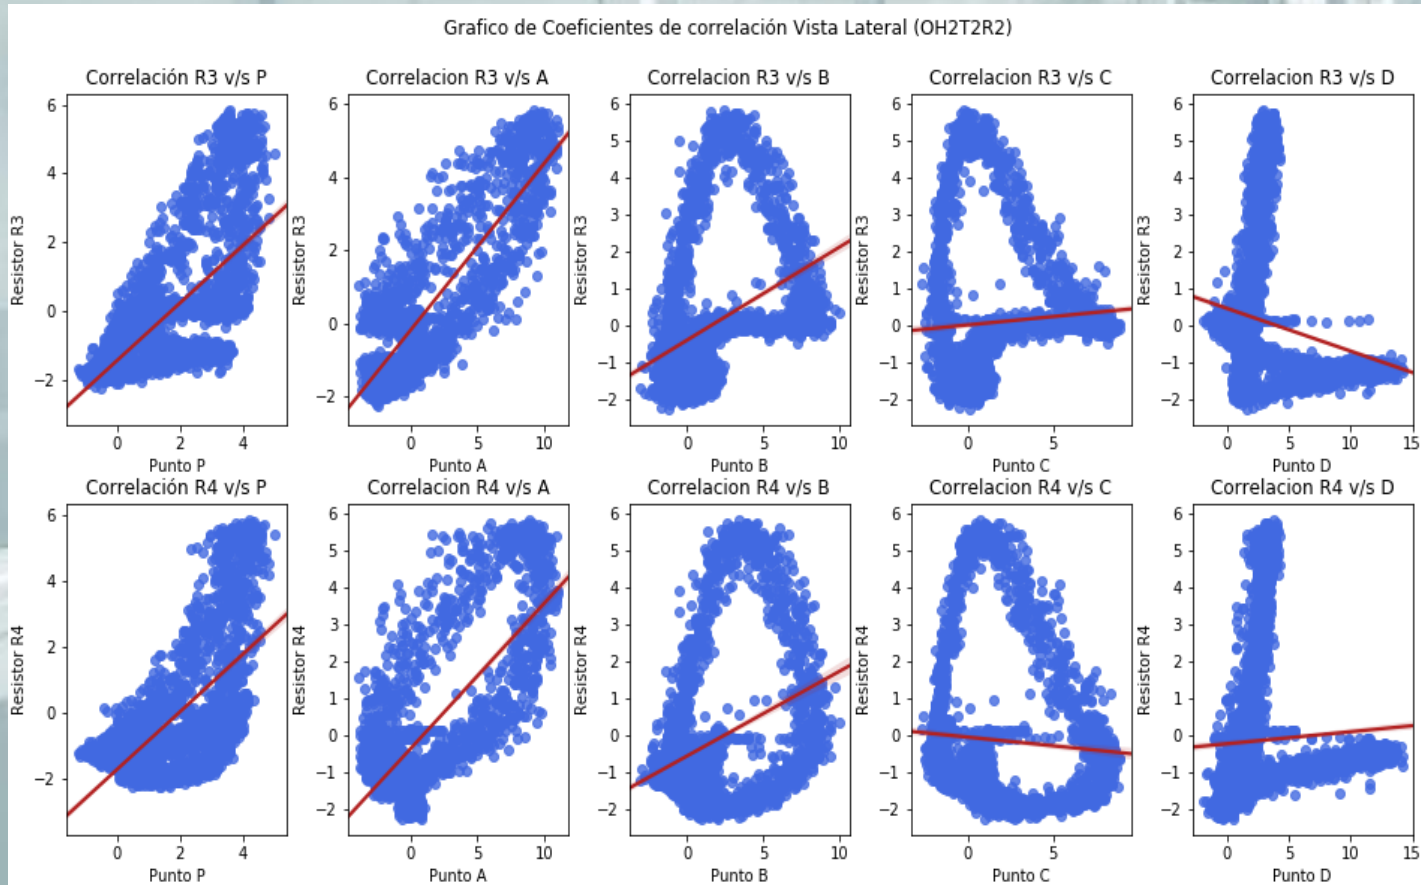 Grafico de Coeficientes de correlación Vista Lateral (OH2T2R2)
Correlación R3 v/s P
Correlacion R3 v/s A
Correlacion R3 v/s B
Correlacion R3 v/s C
Correlacion R3 v/s D
Resistor R3
6
4
2
0
−2
0 2 4
Punto P
Resistor R3
6
4
2
0
−2
0 5 10
Punto A
Resistor R3
6
5
4
3
2
1
0
−1
−2
0 5 10
Punto B
Resistor R3
6
5
4
3
2
1
0
−1
−2
0 5
Punto C
Resistor R3
6
5
4
3
2
1
0
−1
−2
0 5 10 15
Punto D
Correlación R4 v/s P
Correlacion R4 v/s A
Correlacion R4 v/s B
Correlacion R4 v/s C
Correlacion R4 v/s D
Resistor R4
6
4
2
0
−2
0 2 4
Punto P
Resistor R4
6
5
4
3
2
1
0
−1
−2
0 5 10
Punto A
Resistor R4
6
5
4
3
2
1
0
−1
−2
0 5 10
Punto B
Resistor R4
6
5
4
3
2
1
0
−1
−2
0 5
Punto C
Resistor R4
6
5
4
3
2
1
0
−1
−2
0 5 10 15
Punto D